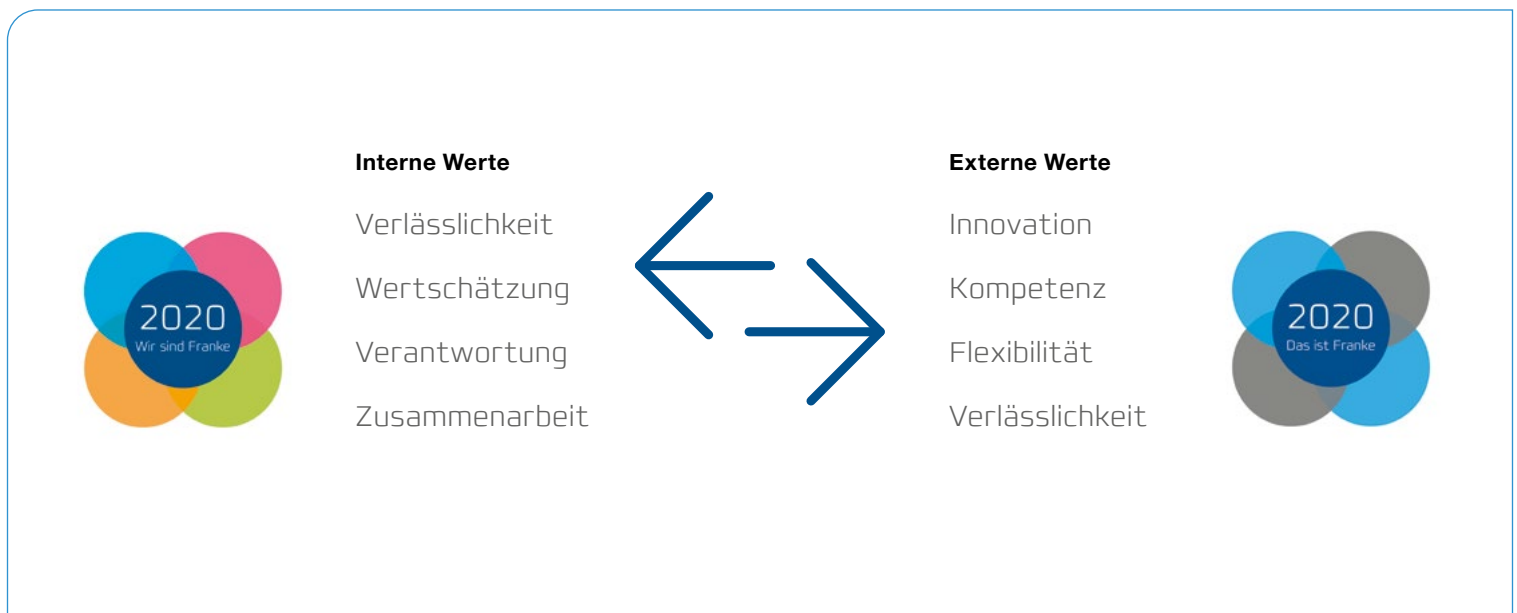 2020
Wir sind Franke
Interne Werte
Verlässlichkeit
Wertschätzung
Verantwortung
Zusammenarbeit
Externe Werte
Innovation
Kompetenz
Flexibilität
Verlässlichkeit
2020
Das ist Franke